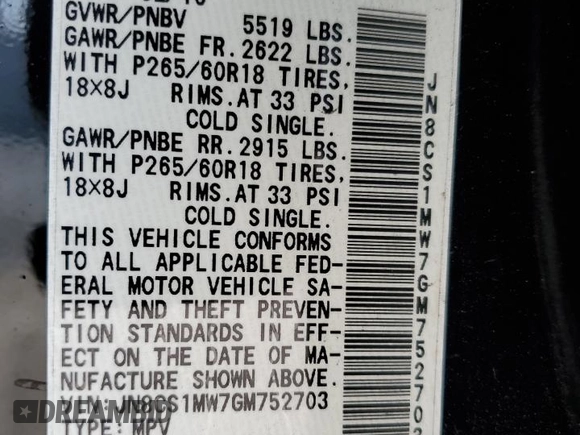 GVWR/PNBV 5519 LBS.
GAWR/PNBE FR. 2622 LBS.
WITH P265/60R18 TIRES,
18×8J RIMS. AT 33 PSI
COLD SINGLE.
GAWR/PNBE RR. 2915 LBS.
WITH P265/60R18 TIRES,
18×8J RIMS. AT 33 PSI
COLD SINGLE.
THIS VEHICLE CONFORMS
TO ALL APPLICABLE FED-
ERAL MOTOR VEHICLE SA-
FETY AND THEFT PREVEN-
TION STANDARDS IN EFF-
ECT ON THE DATE OF MA-
NUFACTURE SHOWN ABOVE.
JN8CS1MW7GM752703
TYPE: MPV
JN8CS1MW7GM752703
DREAMBID